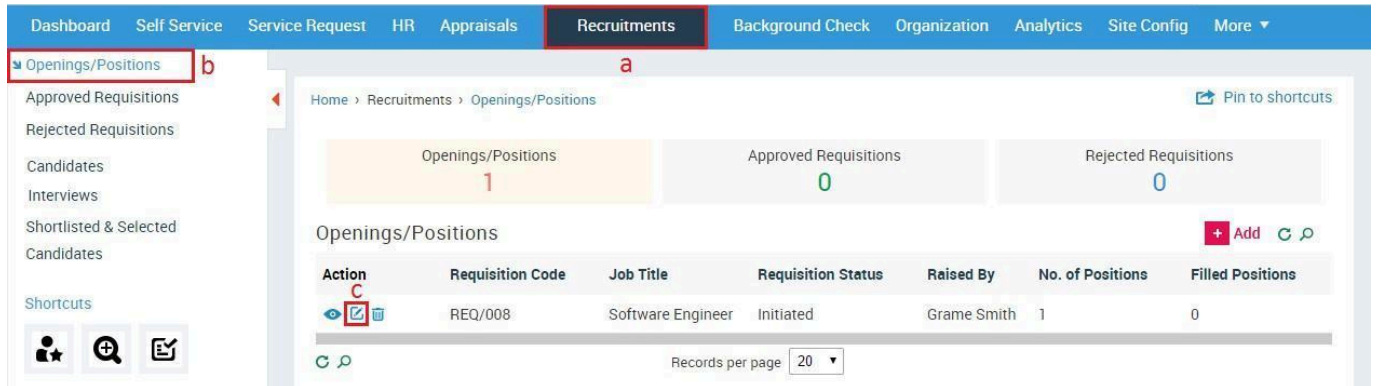 Dashboard Self Service Service Request HR Appraisals Recruitments Background Check Organization Analytics Site Config More
Openings/Positions b a
Approved Requisitions
Rejected Requisitions
Candidates
Interviews
Shortlisted & Selected
Candidates
Shortcuts
Home › Recruitments › Openings/Positions Pin to shortcuts
Openings/Positions Approved Requisitions Rejected Requisitions
1 0 0
Openings/Positions + Add
Action Requisition Code Job Title Requisition Status Raised By No. of Positions Filled Positions
c
REQ/008 Software Engineer Initiated Grame Smith 1 0
Records per page 20